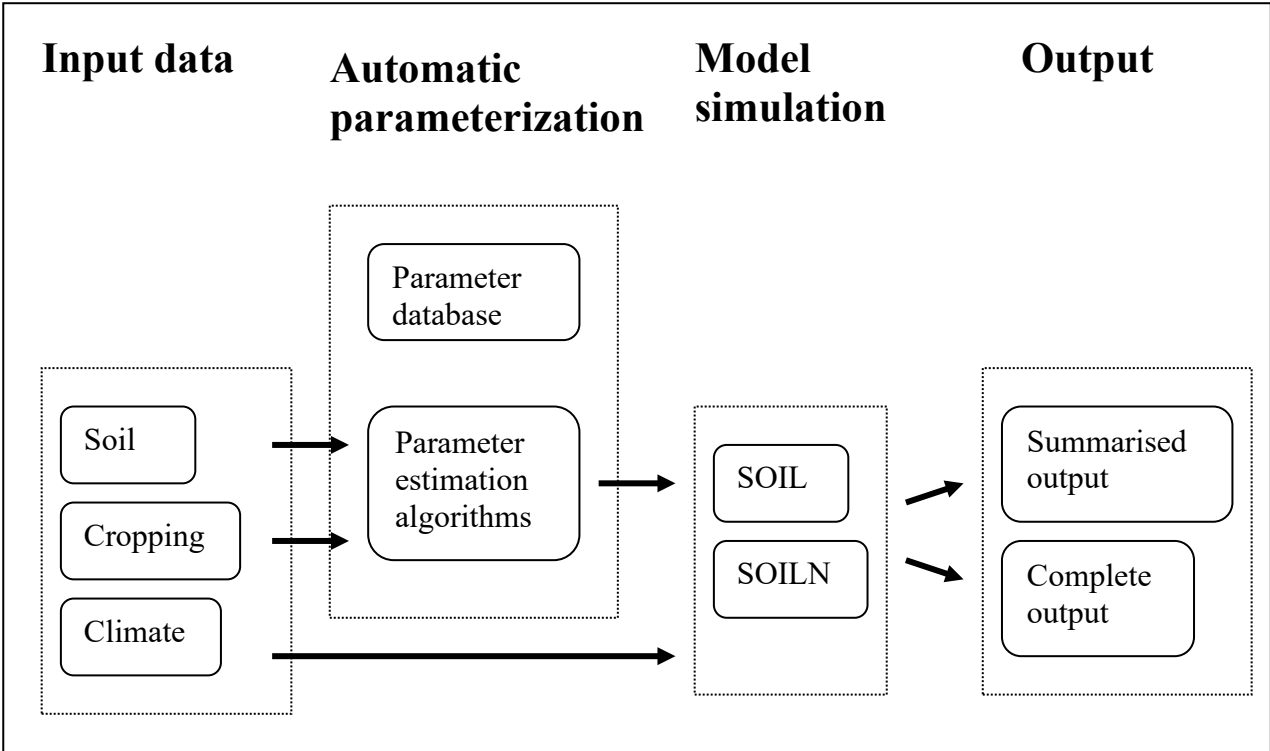 Input data
Automatic
parameterization
Model
simulation
Output
Parameter
database
Soil
Cropping
Climate
Parameter
estimation
algorithms
SOIL
SOILN
Summarised
output
Complete
output